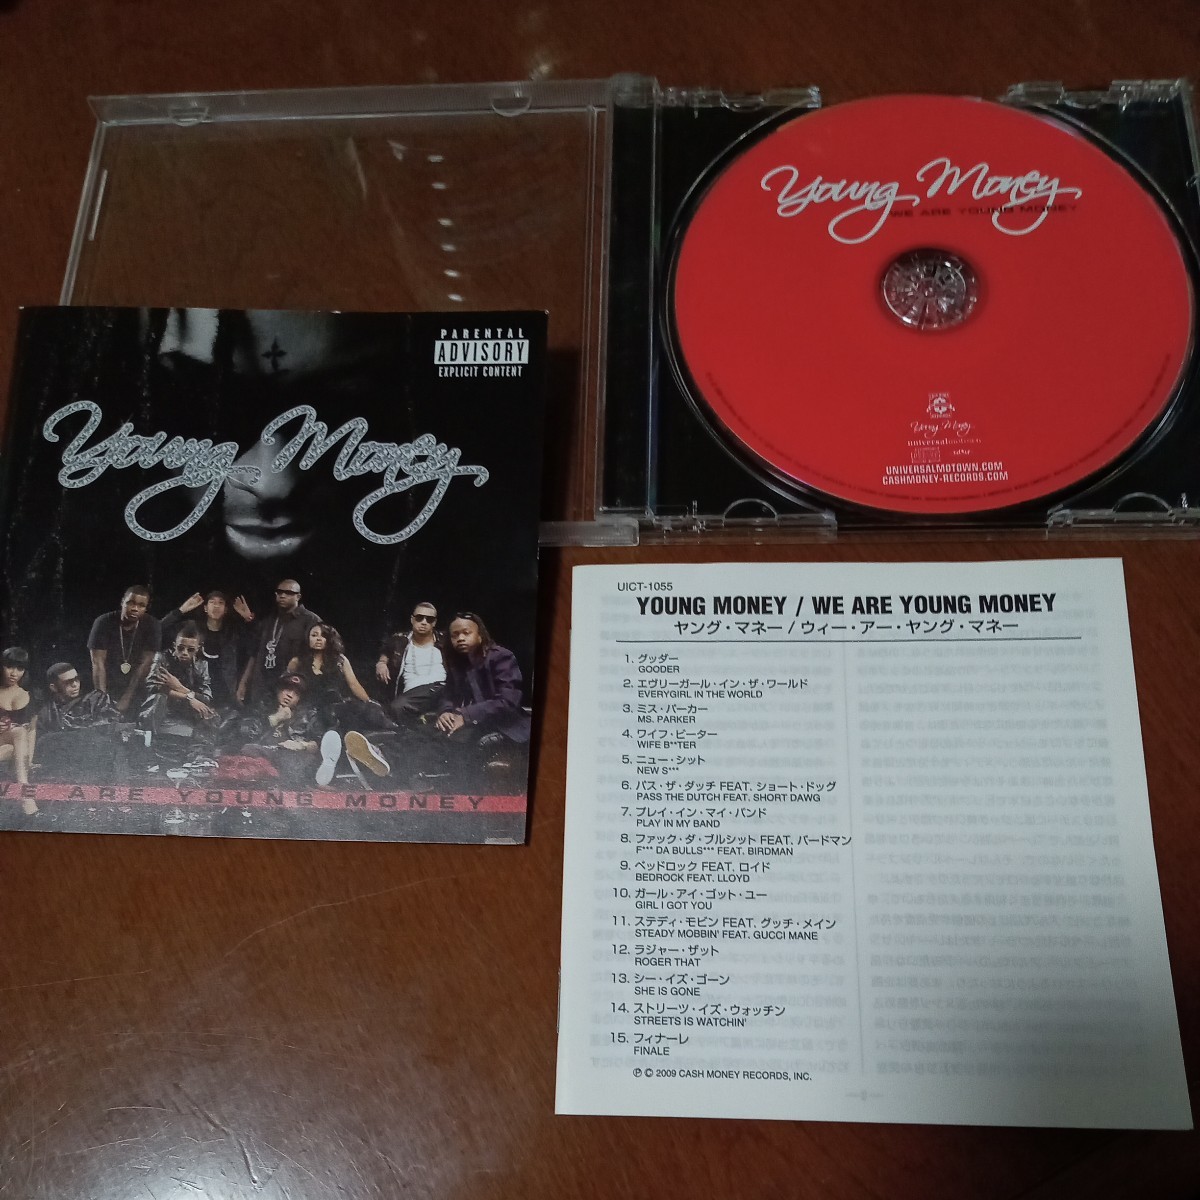 Young Money
WE ARE YOUNG MONEY
Young Money
universalmotown
UNIVERSALMOTOWN.COM
CASHMONEY-RECORDS.COM
PARENTAL
ADVISORY
EXPLICIT CONTENT
Young Money
WE ARE YOUNG MONEY
UICT-1055
YOUNG MONEY / WE ARE YOUNG MONEY
ヤング・マネー / ウィー・アー・ヤング・マネー
1. グッダー
GOODER
2. エヴリーガール・イン・ザ・ワールド
EVERYGIRL IN THE WORLD
3. ミス・パーカー
MS. PARKER
4. ワイフ・ビーター
WIFE B**TER
5. ニュー・シット
NEW S***
6. パス・ザ・ダッチ FEAT. ショート・ドッグ
PASS THE DUTCH FEAT. SHORT DAWG
7. プレイ・イン・マイ・バンド
PLAY IN MY BAND
8. ファック・ダ・ブルシット FEAT. バードマン
F*** DA BULLS*** FEAT. BIRDMAN
9. ベッドロック FEAT. ロイド
BEDROCK FEAT. LLOYD
10. ガール・アイ・ゴット・ユー
GIRL I GOT YOU
11. ステディ・モビン FEAT. グッチ・メイン
STEADY MOBBIN' FEAT. GUCCI MANE
12. ラジャー・ザット
ROGER THAT
13. シー・イズ・ゴーン
SHE IS GONE
14. ストリーツ・イズ・ウォッチン
STREETS IS WATCHIN'
15. フィナーレ
FINALE
℗ © 2009 CASH MONEY RECORDS, INC.